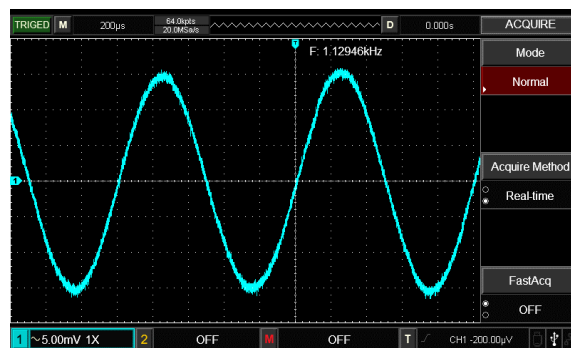 TRIGED M 200μs 64.0kpts D 0.000s ACQUIRE
20.0MSa/s
T
F: 1.12946kHz
Mode
Normal
1
Acquire Method
Real-time
FastAcq
OFF
1 ~5.00mV 1X 2 OFF M OFF T CH1 -200.00μV